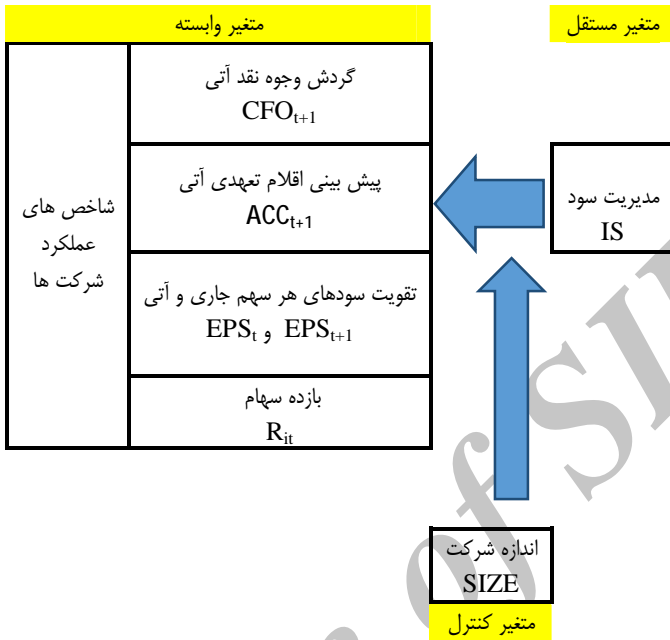 متغیر مستقل
متغیر وابسته
مدیریت سود
IS
شاخص های
عملکرد
شرکت ها
گردش وجوه نقد آتی
CFOt+1
پیش بینی اقلام تعهدی آتی
ACCt+1
تقویت سودهای هر سهم جاری و آتی
EPSt و EPSt+1
بازده سهام
Rit
اندازه شرکت
SIZE
متغیر کنترل
of SI